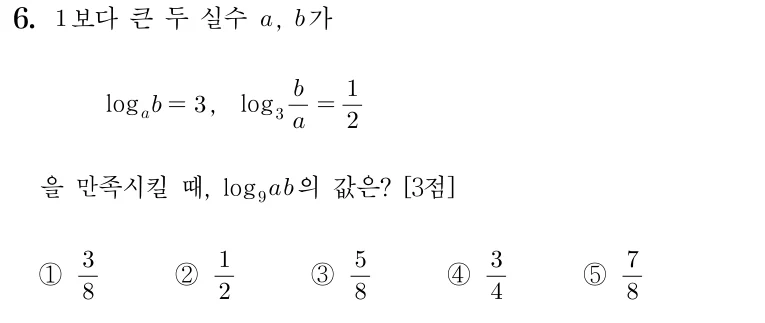 6. 1보다 큰 두 실수 a, b가
log_a b = 3, log_3 b/a = 1/2
을 만족시킬 때, log_9 ab의 값은? [3점]
① 3/8 ② 1/2 ③ 5/8 ④ 3/4 ⑤ 7/8